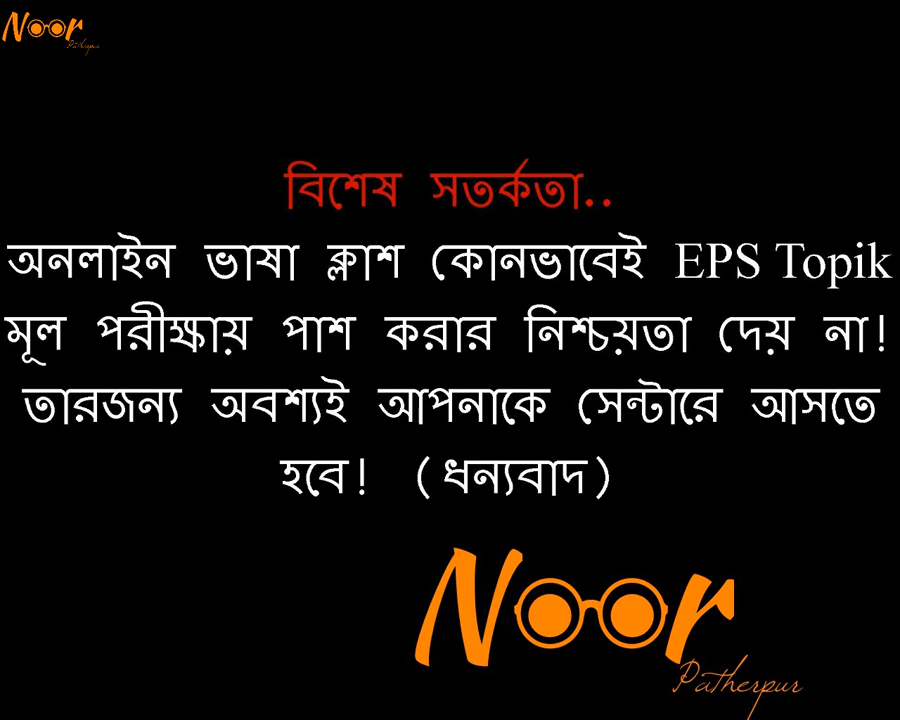 Noor
Patherpur
বিশেষ সতর্কতা..
অনলাইন ভাষা ক্লাশ কোনভাবেই EPS Topik
মূল পরীক্ষায় পাশ করার নিশ্চয়তা দেয় না!
তারজন্য অবশ্যই আপনাকে সেন্টারে আসতে
হবে! (ধন্যবাদ)
Noor
Patherpur